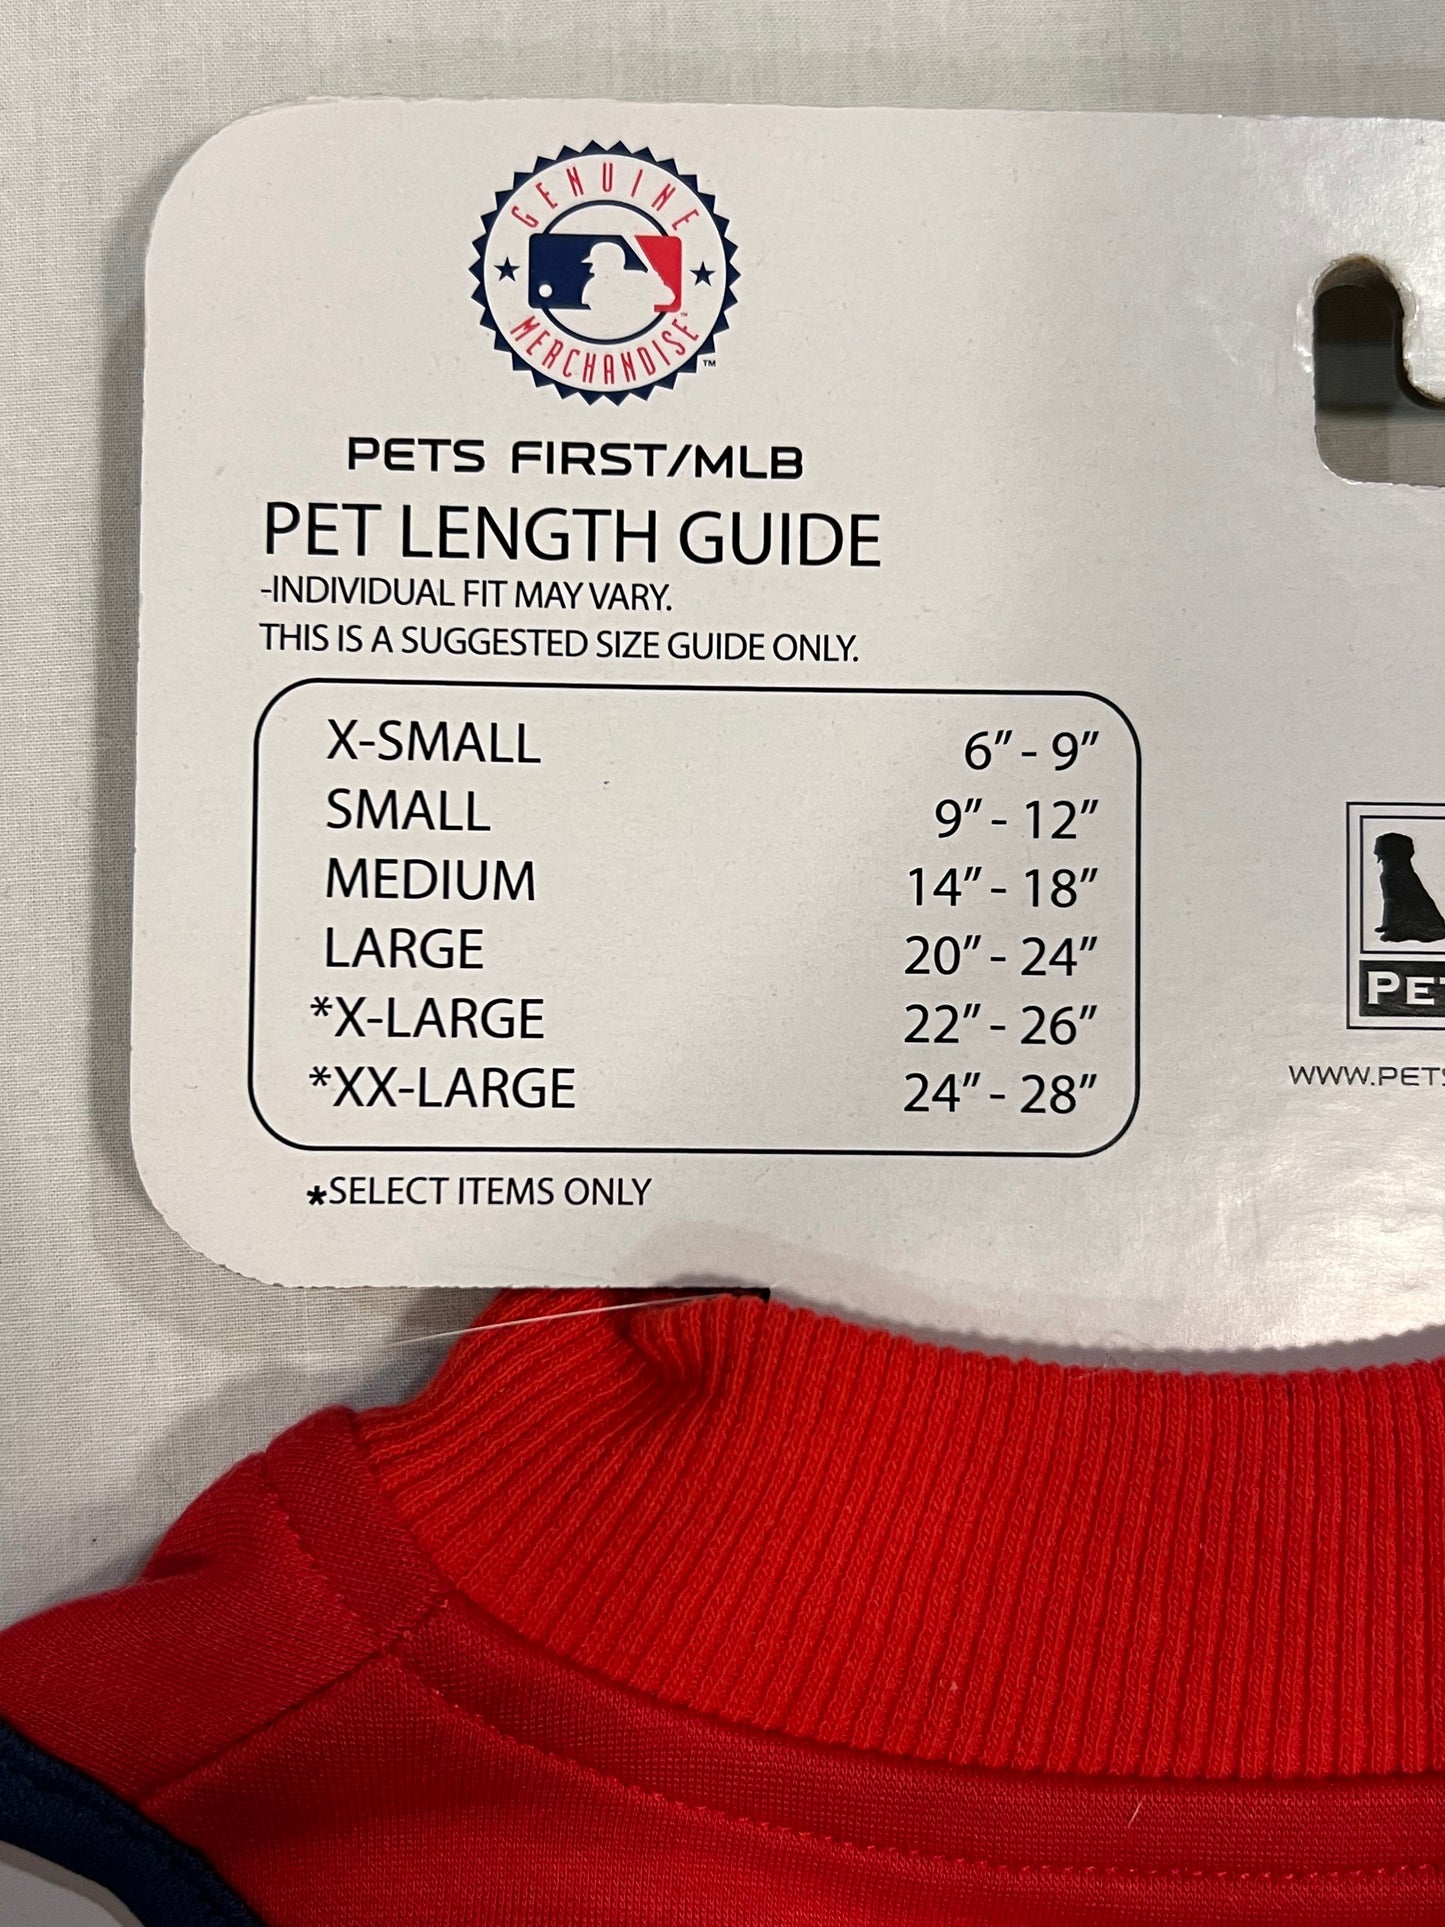 GENUINE
MERCHANDISE™
™
PETS FIRST/MLB
PET LENGTH GUIDE
-INDIVIDUAL FIT MAY VARY.
THIS IS A SUGGESTED SIZE GUIDE ONLY.
X-SMALL 6” - 9”
SMALL 9” - 12”
MEDIUM 14” - 18”
LARGE 20” - 24”
*X-LARGE 22” - 26”
*XX-LARGE 24” - 28”
*SELECT ITEMS ONLY